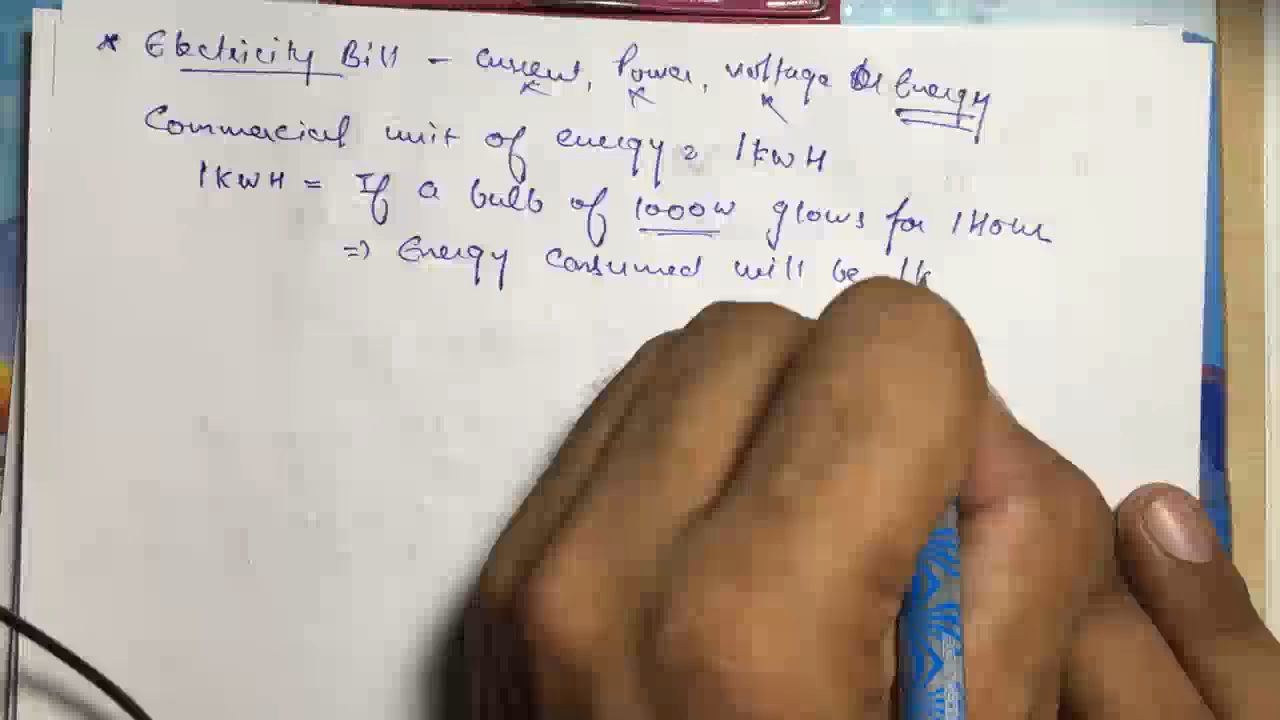 * Electricity Bill - current, Power, voltage or Energy
Commercial unit of energy = 1kwH
1KWH = If a bulb of 1000w glows for 1Hour
=> Energy consumed will be 1k